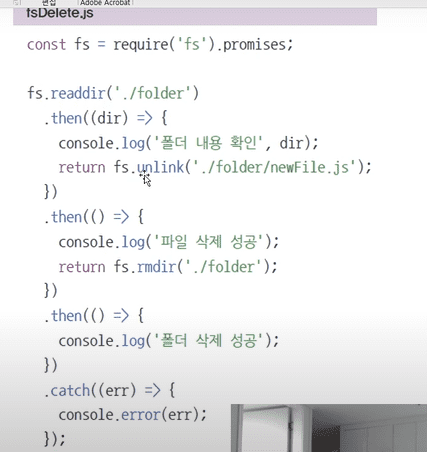 편집
Adobe Acrobat
fsDelete.js
const fs = require('fs').promises;
fs.readdir('./folder')
.then((dir) => {
console.log('폴더 내용 확인', dir);
return fs.unlink('./folder/newFile.js');
})
.then(() => {
console.log('파일 삭제 성공');
return fs.rmdir('./folder');
})
.then(() => {
console.log('폴더 삭제 성공');
})
.catch((err) => {
console.error(err);
});